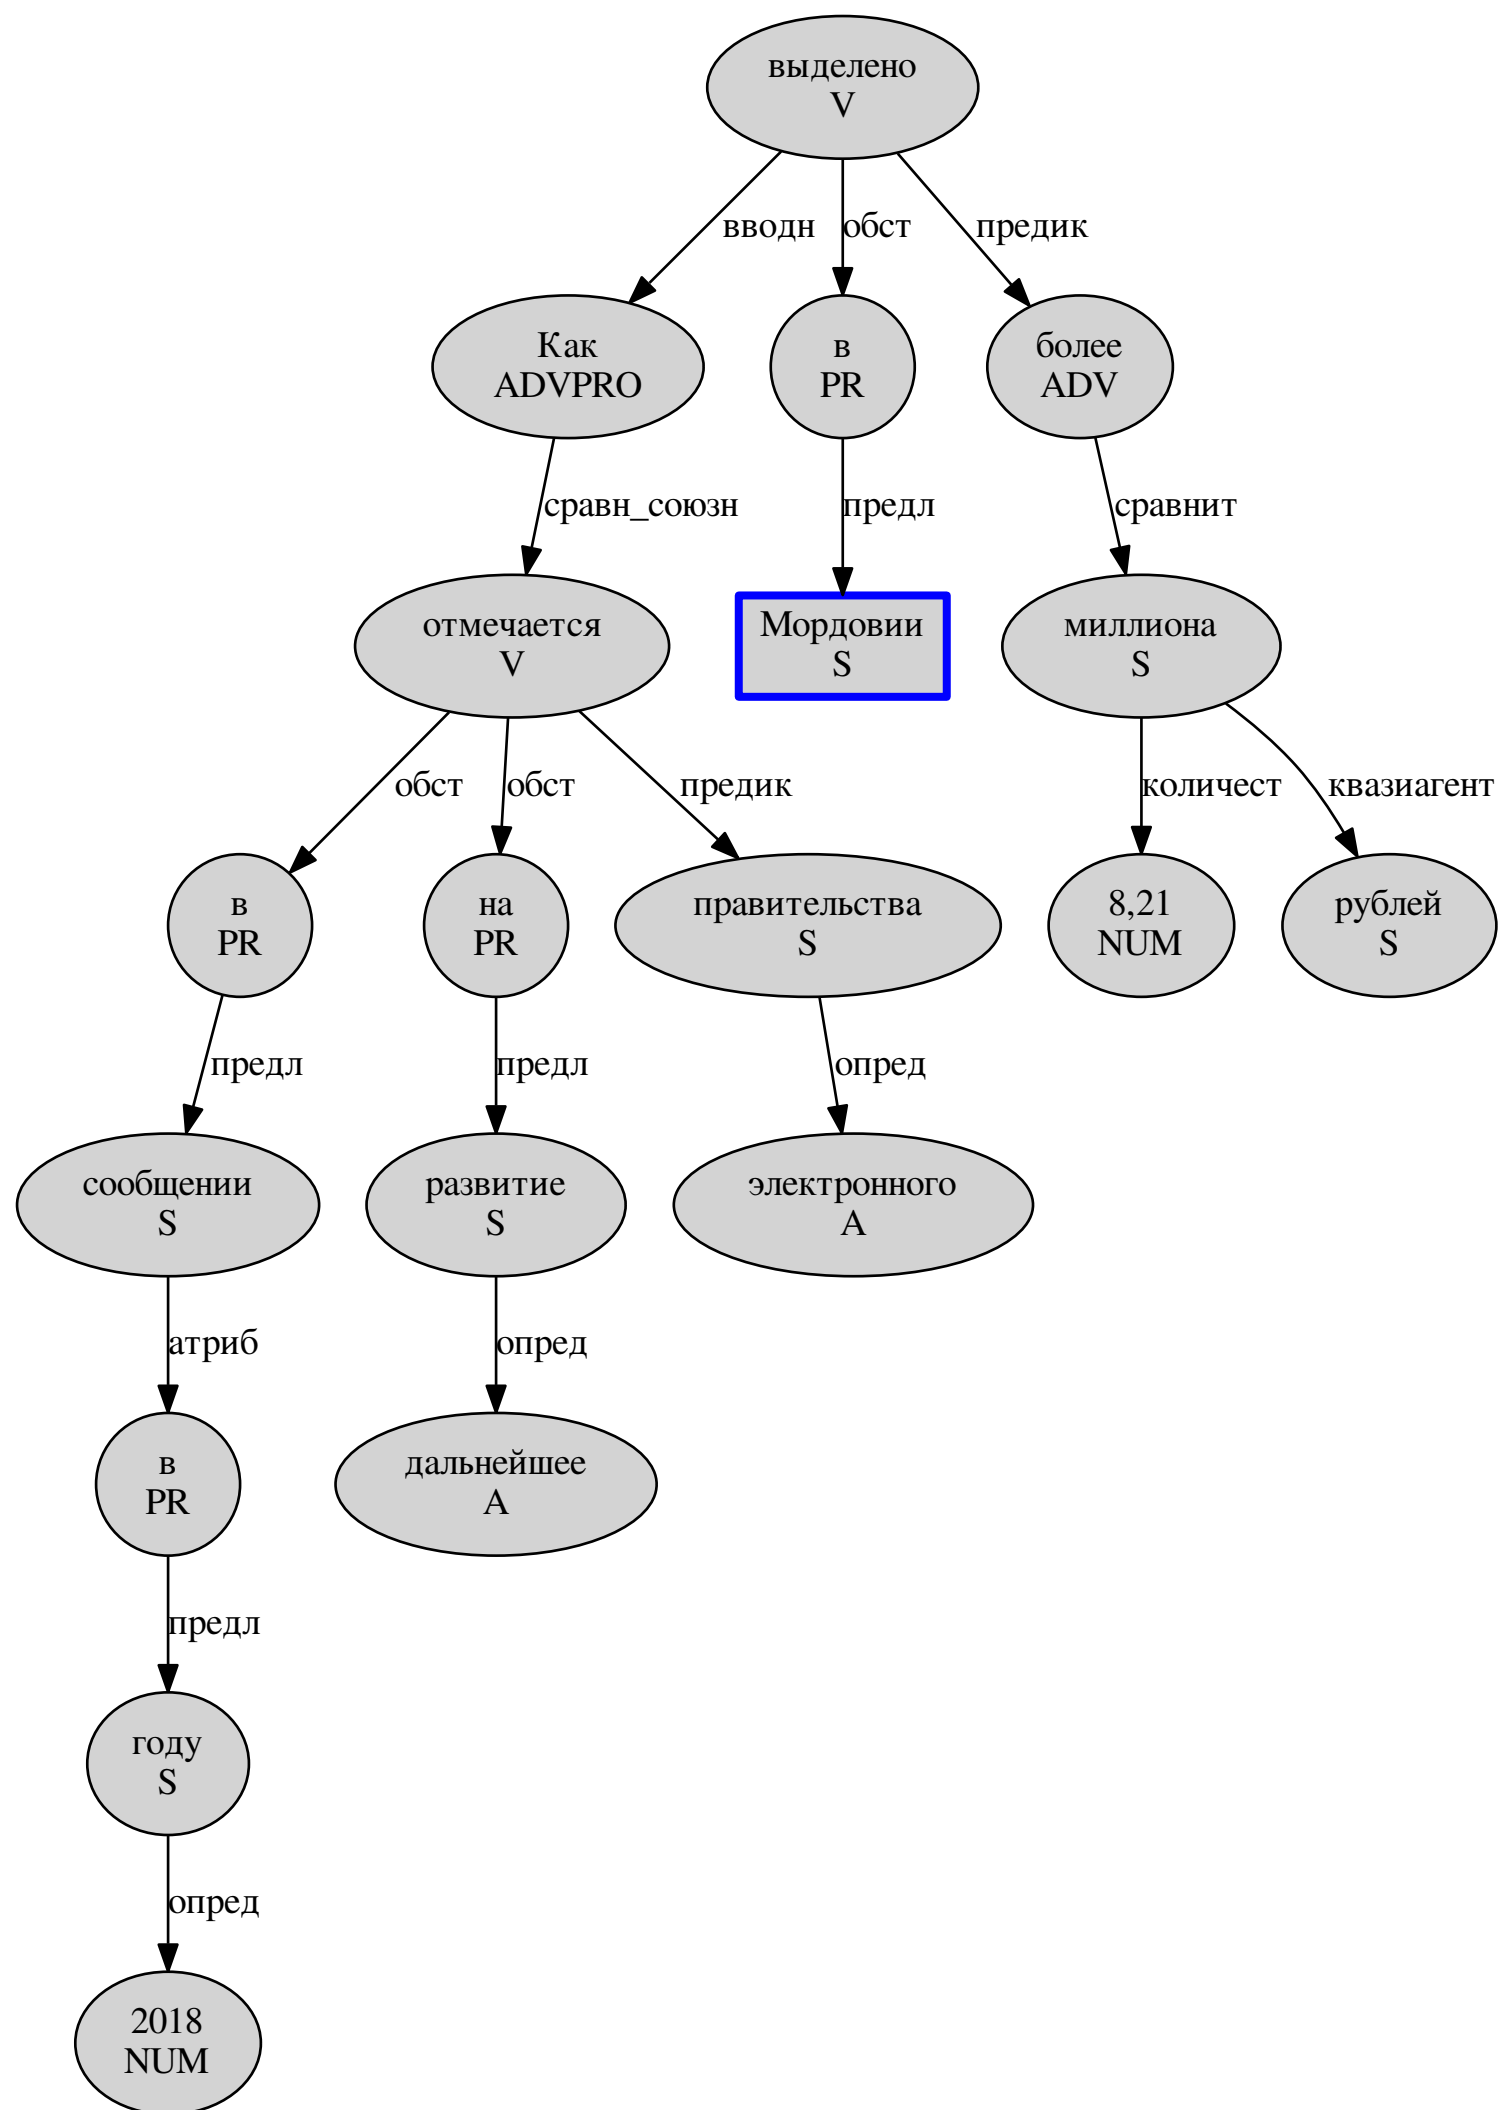 выделено
V
вводн
обст
предик
Как
ADVPRO
в
PR
более
ADV
сравн_союзн
предл
сравнит
отмечается
V
Мордовии
S
миллиона
S
обст
обст
предик
количест
квазиагент
в
PR
на
PR
правительства
S
8,21
NUM
рублей
S
предл
предл
опред
сообщении
S
развитие
S
электронного
A
атриб
опред
в
PR
дальнейшее
A
предл
году
S
опред
2018
NUM